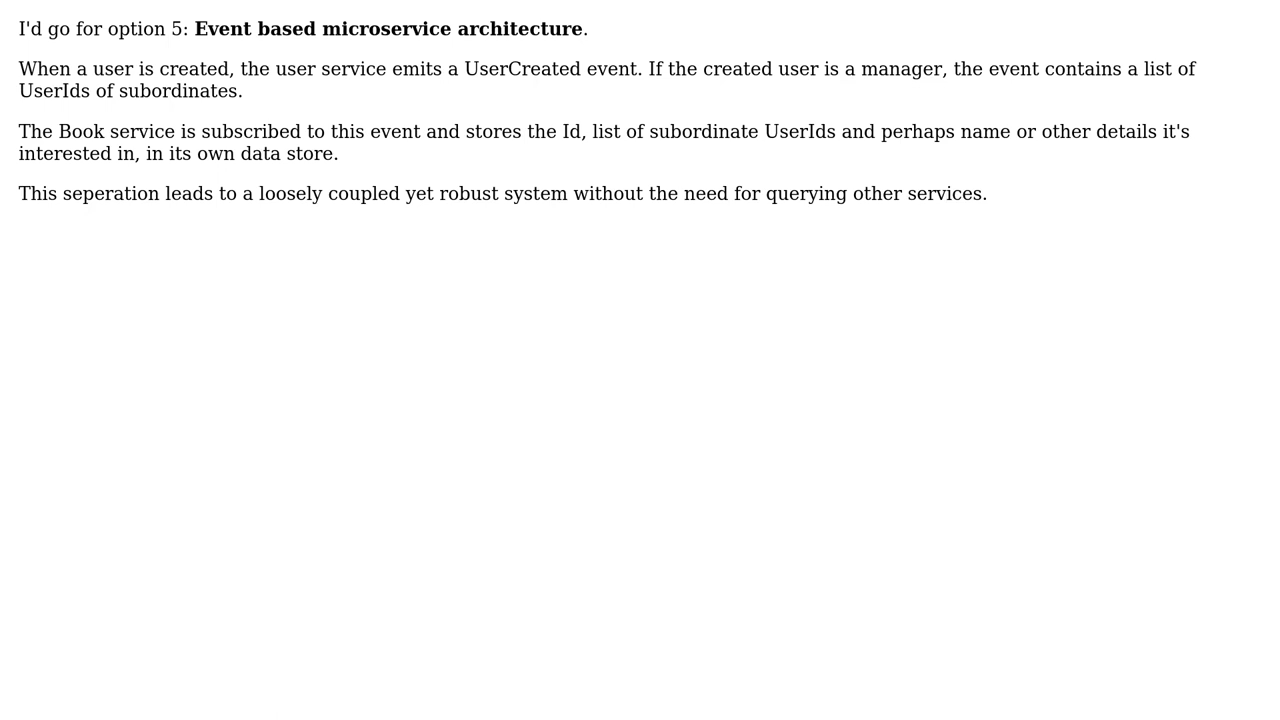 I'd go for option 5: Event based microservice architecture.
When a user is created, the user service emits a UserCreated event. If the created user is a manager, the event contains a list of
UserIds of subordinates.
The Book service is subscribed to this event and stores the Id, list of subordinate UserIds and perhaps name or other details it's
interested in, in its own data store.
This seperation leads to a loosely coupled yet robust system without the need for querying other services.